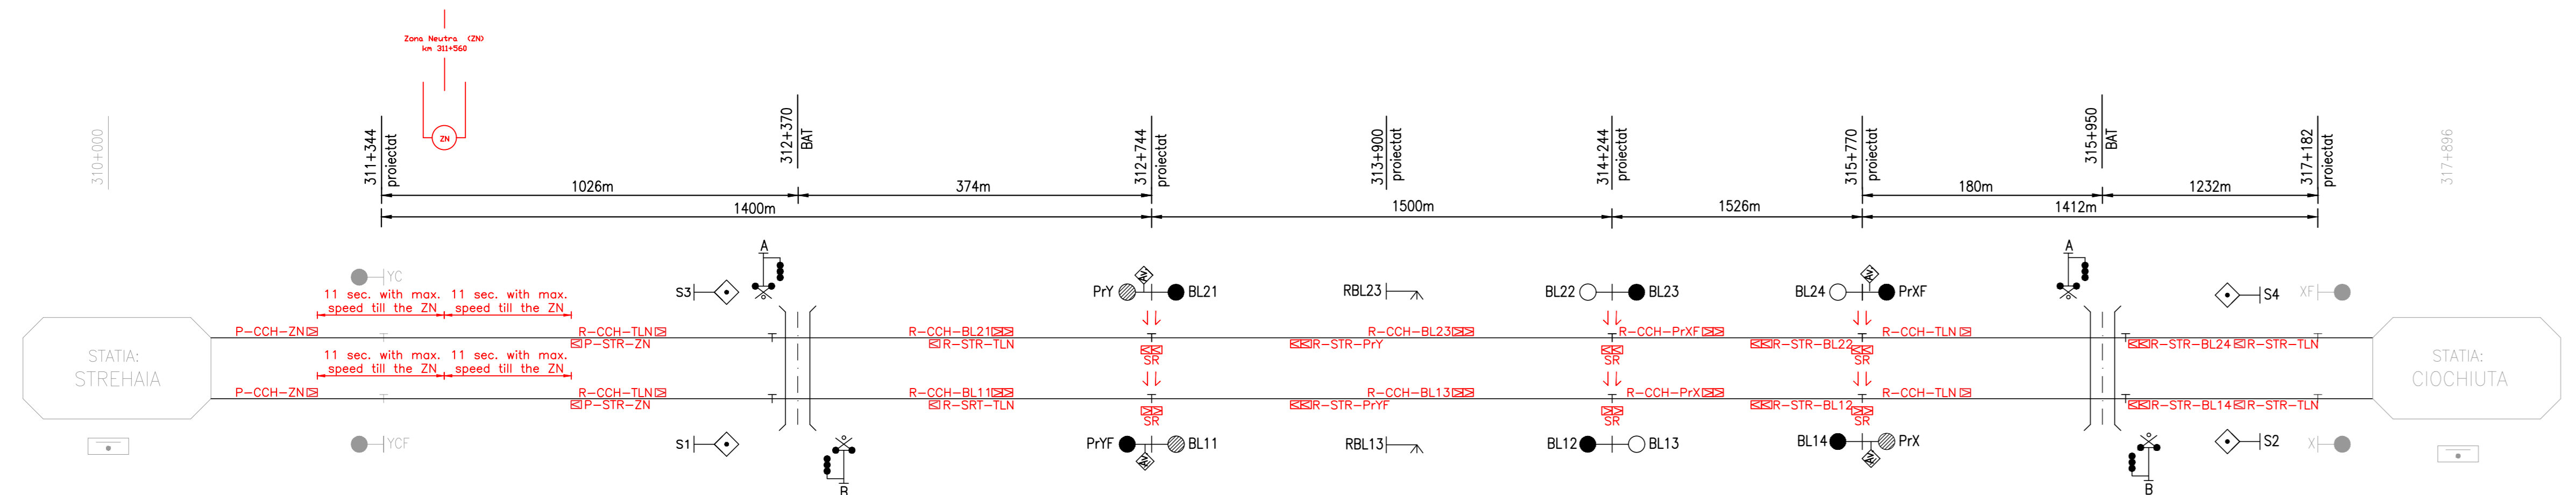 Zona Neutra (ZN)
km 311+560
ZN
310+000
311+344
proiectat
312+370
BAT
312+744
proiectat
313+900
proiectat
314+244
proiectat
315+770
proiectat
315+950
BAT
317+182
proiectat
317+896
1026m
374m
180m
1232m
1400m
1500m
1526m
1412m
A
A
YC
S3
PrY
BL21
RBL23
BL22
BL23
BL24
PrXF
S4
XF
11 sec. with max.
speed till the ZN
11 sec. with max.
speed till the ZN
P-CCH-ZN
R-CCH-TLN
R-CCH-BL21
R-CCH-BL23
R-CCH-PrXF
R-CCH-TLN
P-STR-ZN
R-STR-TLN
R-STR-PrY
R-STR-BL22
R-STR-BL24
R-STR-TLN
SR
SR
SR
STATIA:
STREHAIA
STATIA:
CIOCHIUTA
11 sec. with max.
speed till the ZN
11 sec. with max.
speed till the ZN
P-CCH-ZN
R-CCH-TLN
R-CCH-BL11
R-CCH-BL13
R-CCH-PrX
R-CCH-TLN
P-STR-ZN
R-SRT-TLN
R-STR-PrYF
R-STR-BL12
R-STR-BL14
R-STR-TLN
SR
SR
SR
YCF
S1
PrYF
BL11
RBL13
BL12
BL13
BL14
PrX
S2
X
B
B